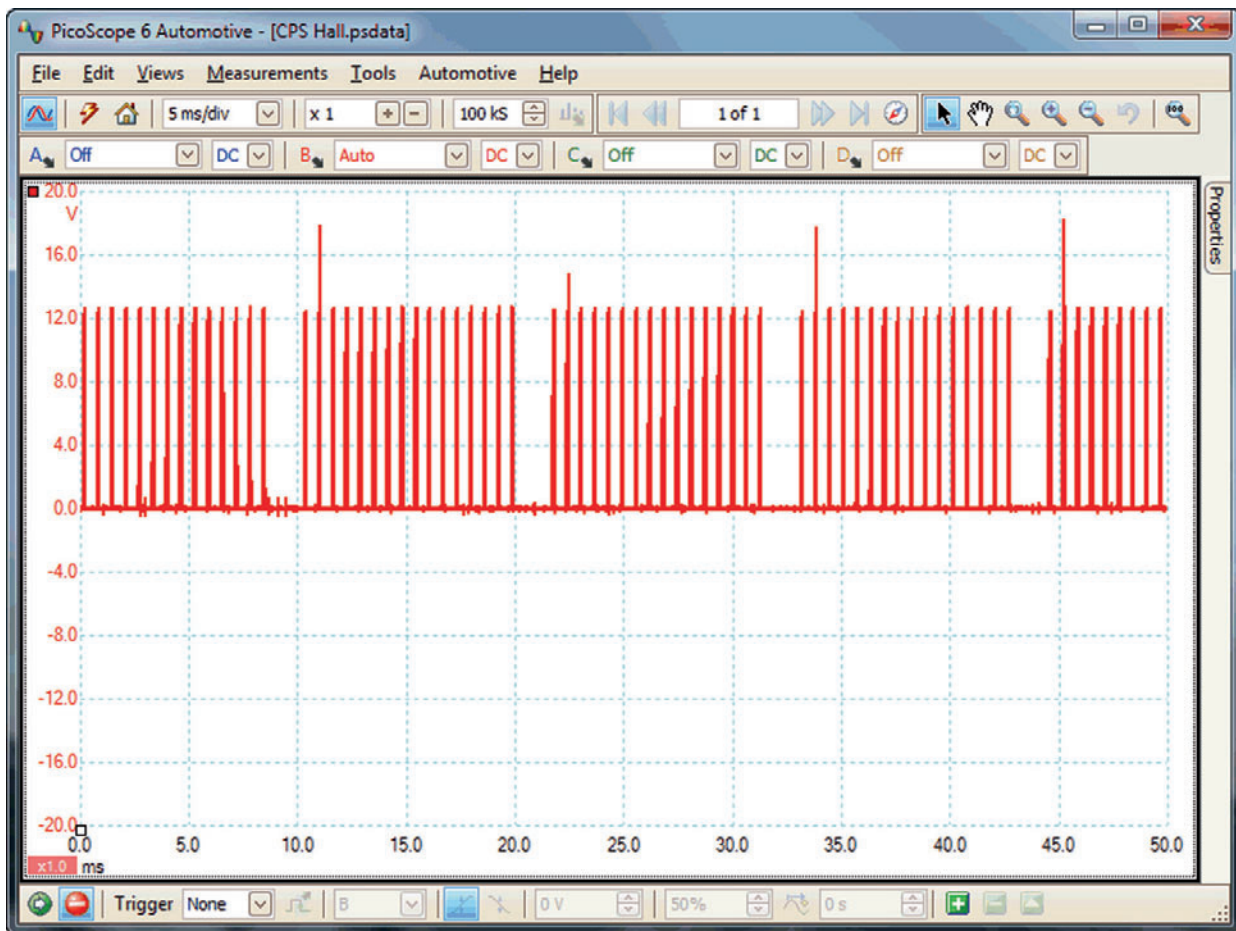 PicoScope 6 Automotive - [CPS Hall.psdata]
File Edit Views Measurements Tools Automotive Help
5 ms/div x 1 100 kS 1 of 1
A Off DC B Auto DC C Off DC D Off DC
20.0
V
16.0
12.0
8.0
4.0
0.0
-4.0
-8.0
-12.0
-16.0
-20.0
0.0 5.0 10.0 15.0 20.0 25.0 30.0 35.0 40.0 45.0 50.0
x1.0 ms
Properties
Trigger None B 0 V 50% 0 s